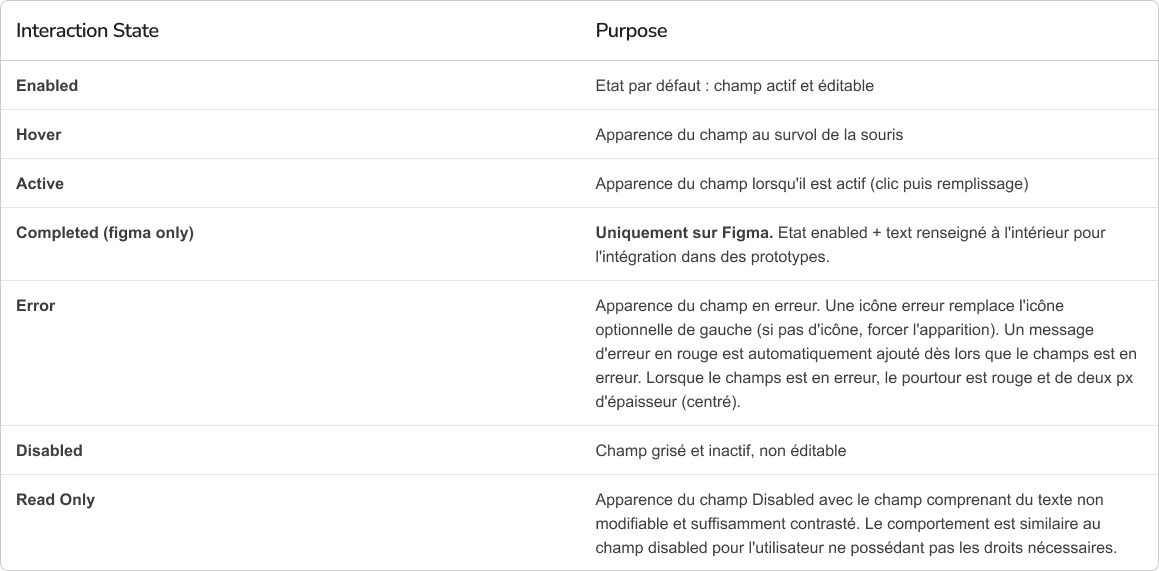 Interaction State
Purpose
Enabled
Etat par défaut : champ actif et éditable
Hover
Apparence du champ au survol de la souris
Active
Apparence du champ lorsqu'il est actif (clic puis remplissage)
Completed (figma only)
Uniquement sur Figma. Etat enabled + text renseigné à l'intérieur pour
l'intégration dans des prototypes.
Error
Apparence du champ en erreur. Une icône erreur remplace l'icône
optionnelle de gauche (si pas d'icône, forcer l'apparition). Un message
d'erreur en rouge est automatiquement ajouté dès lors que le champs est en
erreur. Lorsque le champs est en erreur, le pourtour est rouge et de deux px
d'épaisseur (centré).
Disabled
Champ grisé et inactif, non éditable
Read Only
Apparence du champ Disabled avec le champ comprenant du texte non
modifiable et suffisamment contrasté. Le comportement est similaire au
champ disabled pour l'utilisateur ne possédant pas les droits nécessaires.